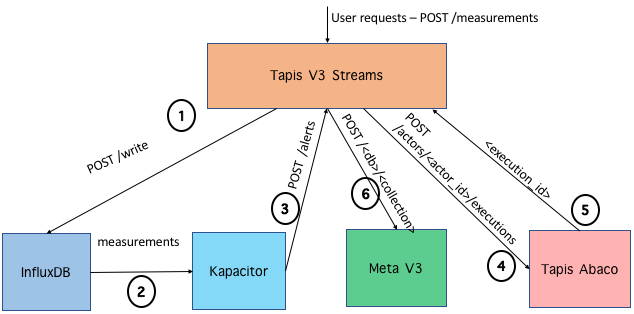 User requests – POST /measurements
Tapis V3 Streams
1
POST /write
POST /alerts
POST /<db>/<collection>
POST
/actors/<actor_id>/executions
<execution_id>
3
6
5
measurements
InfluxDB
2
Kapacitor
Meta V3
4
Tapis Abaco